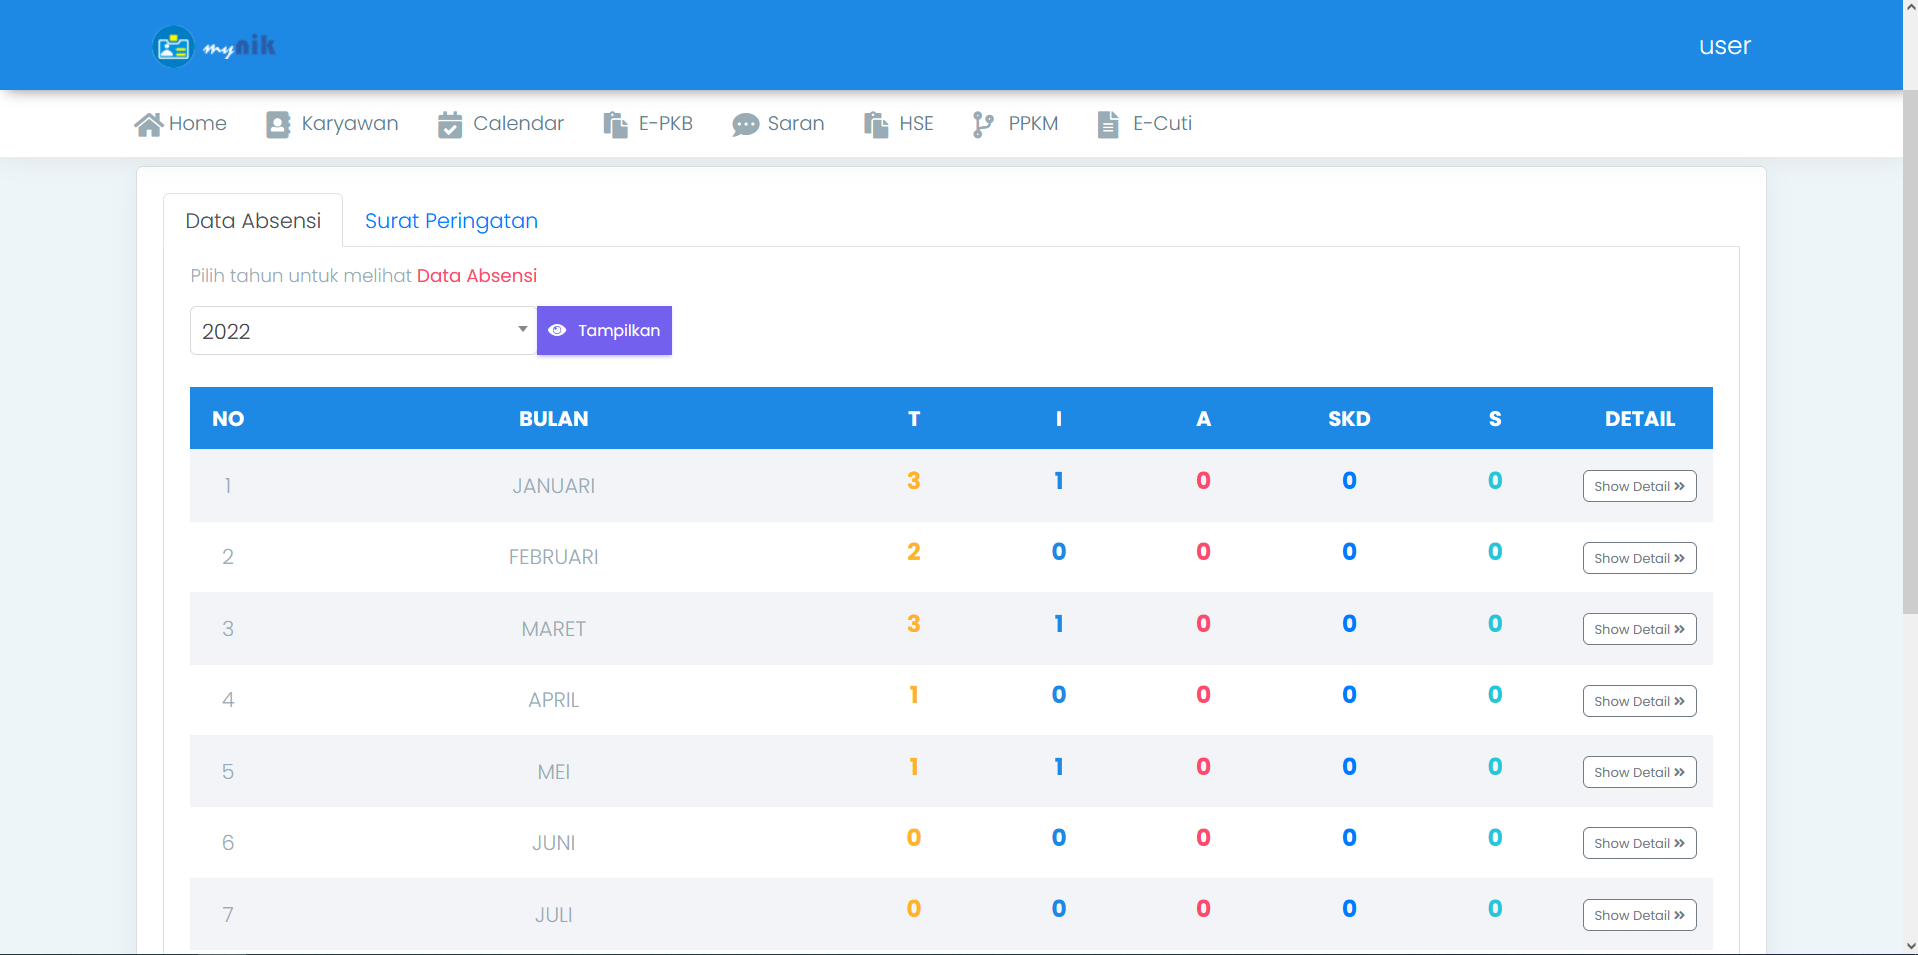 mynik
user
Home Karyawan Calendar E-PKB Saran HSE PPKM E-Cuti
Data Absensi Surat Peringatan
Pilih tahun untuk melihat Data Absensi
2022 Tampilkan
NO BULAN T I A SKD S DETAIL
1 JANUARI 3 1 0 0 0 Show Detail »
2 FEBRUARI 2 0 0 0 0 Show Detail »
3 MARET 3 1 0 0 0 Show Detail »
4 APRIL 1 0 0 0 0 Show Detail »
5 MEI 1 1 0 0 0 Show Detail »
6 JUNI 0 0 0 0 0 Show Detail »
7 JULI 0 0 0 0 0 Show Detail »